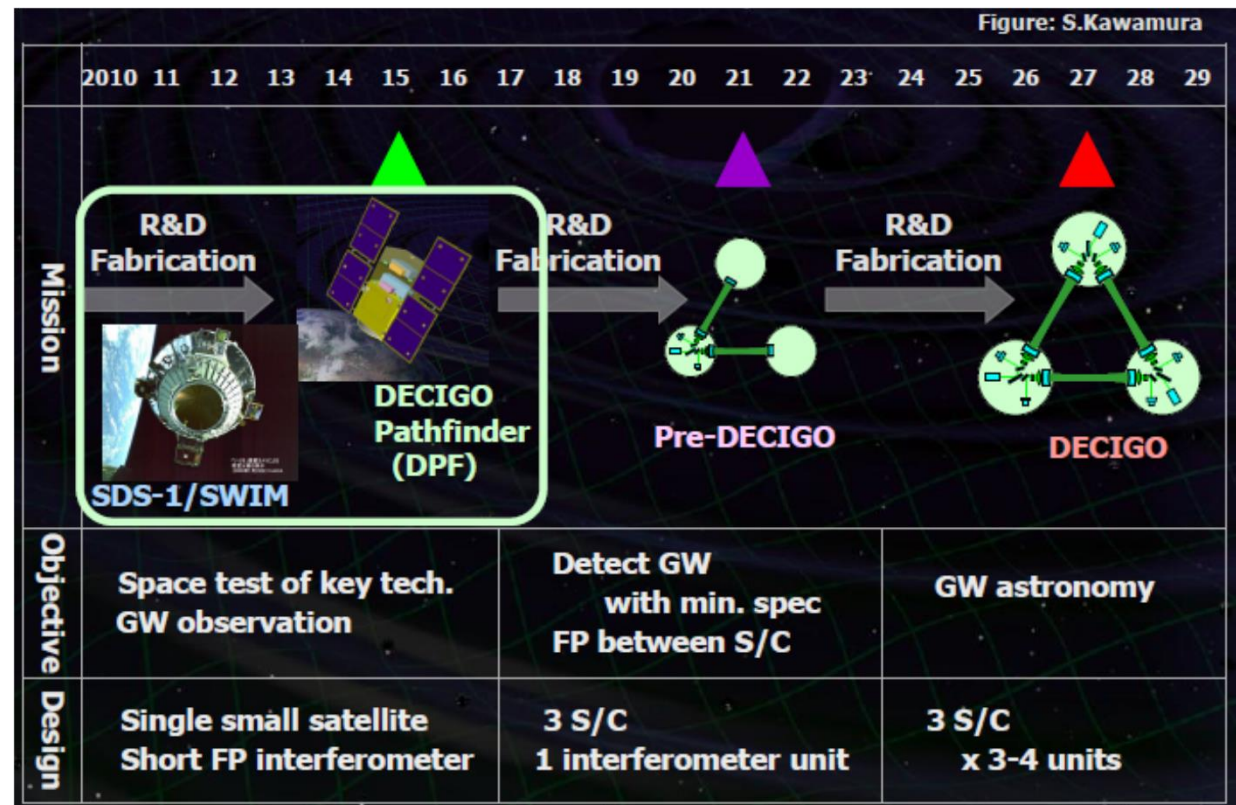 Figure: S.Kawamura
2010 11 12 13 14 15 16 17 18 19 20 21 22 23 24 25 26 27 28 29
Mission
R&D
Fabrication
R&D
Fabrication
R&D
Fabrication
SDS-1/SWIM
DECIGO
Pathfinder
(DPF)
Pre-DECIGO
DECIGO
Objective
Space test of key tech.
GW observation
Detect GW
with min. spec
FP between S/C
GW astronomy
Design
Single small satellite
Short FP interferometer
3 S/C
1 interferometer unit
3 S/C
x 3-4 units